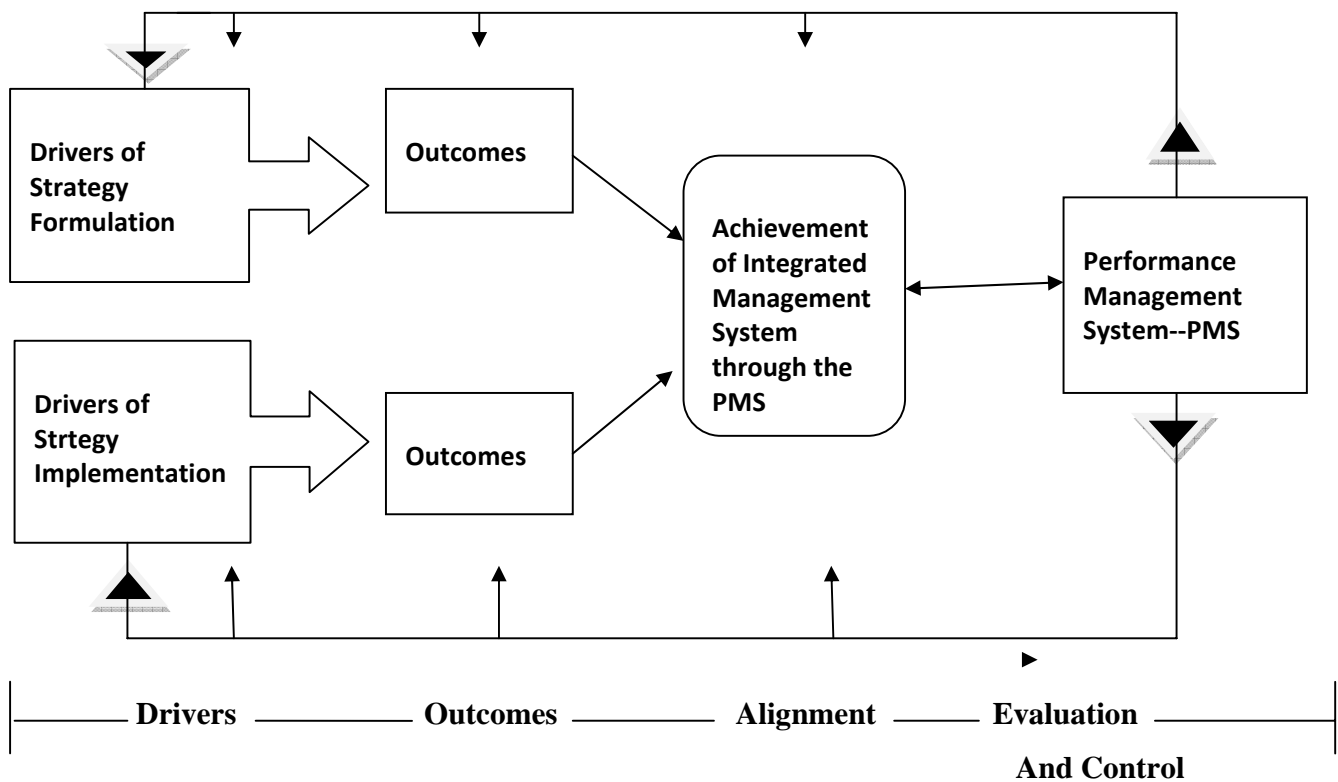 Drivers of
Strategy
Formulation
Outcomes
Achievement
of Integrated
Management
System
through the
PMS
Performance
Management
System--PMS
Drivers of
Strtegy
Implementation
Outcomes
Drivers
Outcomes
Alignment
Evaluation
And Control